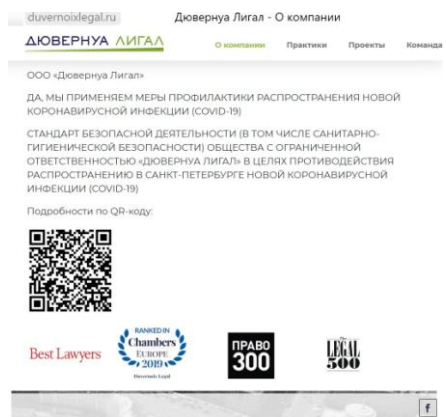 duvernoixlegal.ru
Дювернуа Лигал - О компании
ДЮВЕРНУА ЛИГАЛ
О компании Практики Проекты Команда
ООО «Дювернуа Лигал»
ДА, МЫ ПРИМЕНЯЕМ МЕРЫ ПРОФИЛАКТИКИ РАСПРОСТРАНЕНИЯ НОВОЙ
КОРОНАВИРУСНОЙ ИНФЕКЦИИ (COVID-19)
СТАНДАРТ БЕЗОПАСНОЙ ДЕЯТЕЛЬНОСТИ (В ТОМ ЧИСЛЕ САНИТАРНО-
ГИГИЕНИЧЕСКОЙ БЕЗОПАСНОСТИ) ОБЩЕСТВА С ОГРАНИЧЕННОЙ
ОТВЕТСТВЕННОСТЬЮ «ДЮВЕРНУА ЛИГАЛ» В ЦЕЛЯХ ПРОТИВОДЕЙСТВИЯ
РАСПРОСТРАНЕНИЮ В САНКТ-ПЕТЕРБУРГЕ НОВОЙ КОРОНАВИРУСНОЙ
ИНФЕКЦИИ (COVID-19)
Подробности по QR-коду:
Best Lawyers
RANKED IN
Chambers
EUROPE
2019
Duvernoix Legal
ПРАВО
300
The
LEGAL
500
f